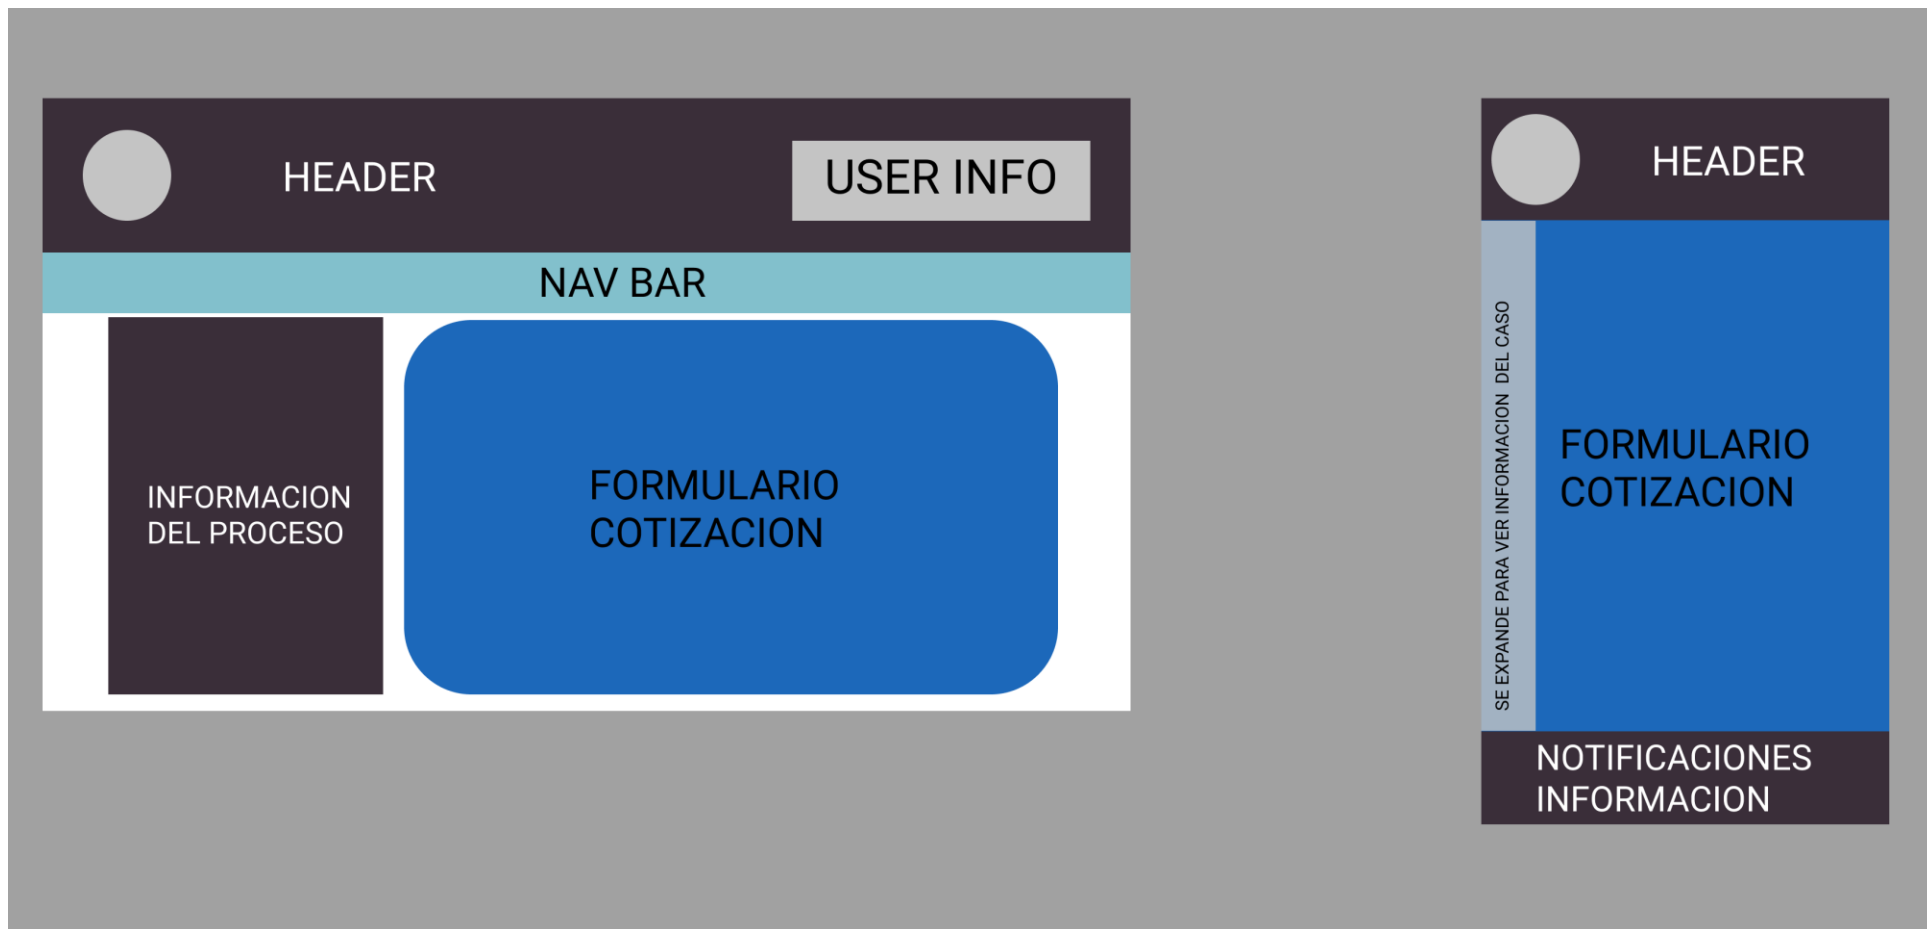 HEADER
USER INFO
NAV BAR
INFORMACION
DEL PROCESO
FORMULARIO
COTIZACION
HEADER
SE EXPANDE PARA VER INFORMACION DEL CASO
FORMULARIO
COTIZACION
NOTIFICACIONES
INFORMACION